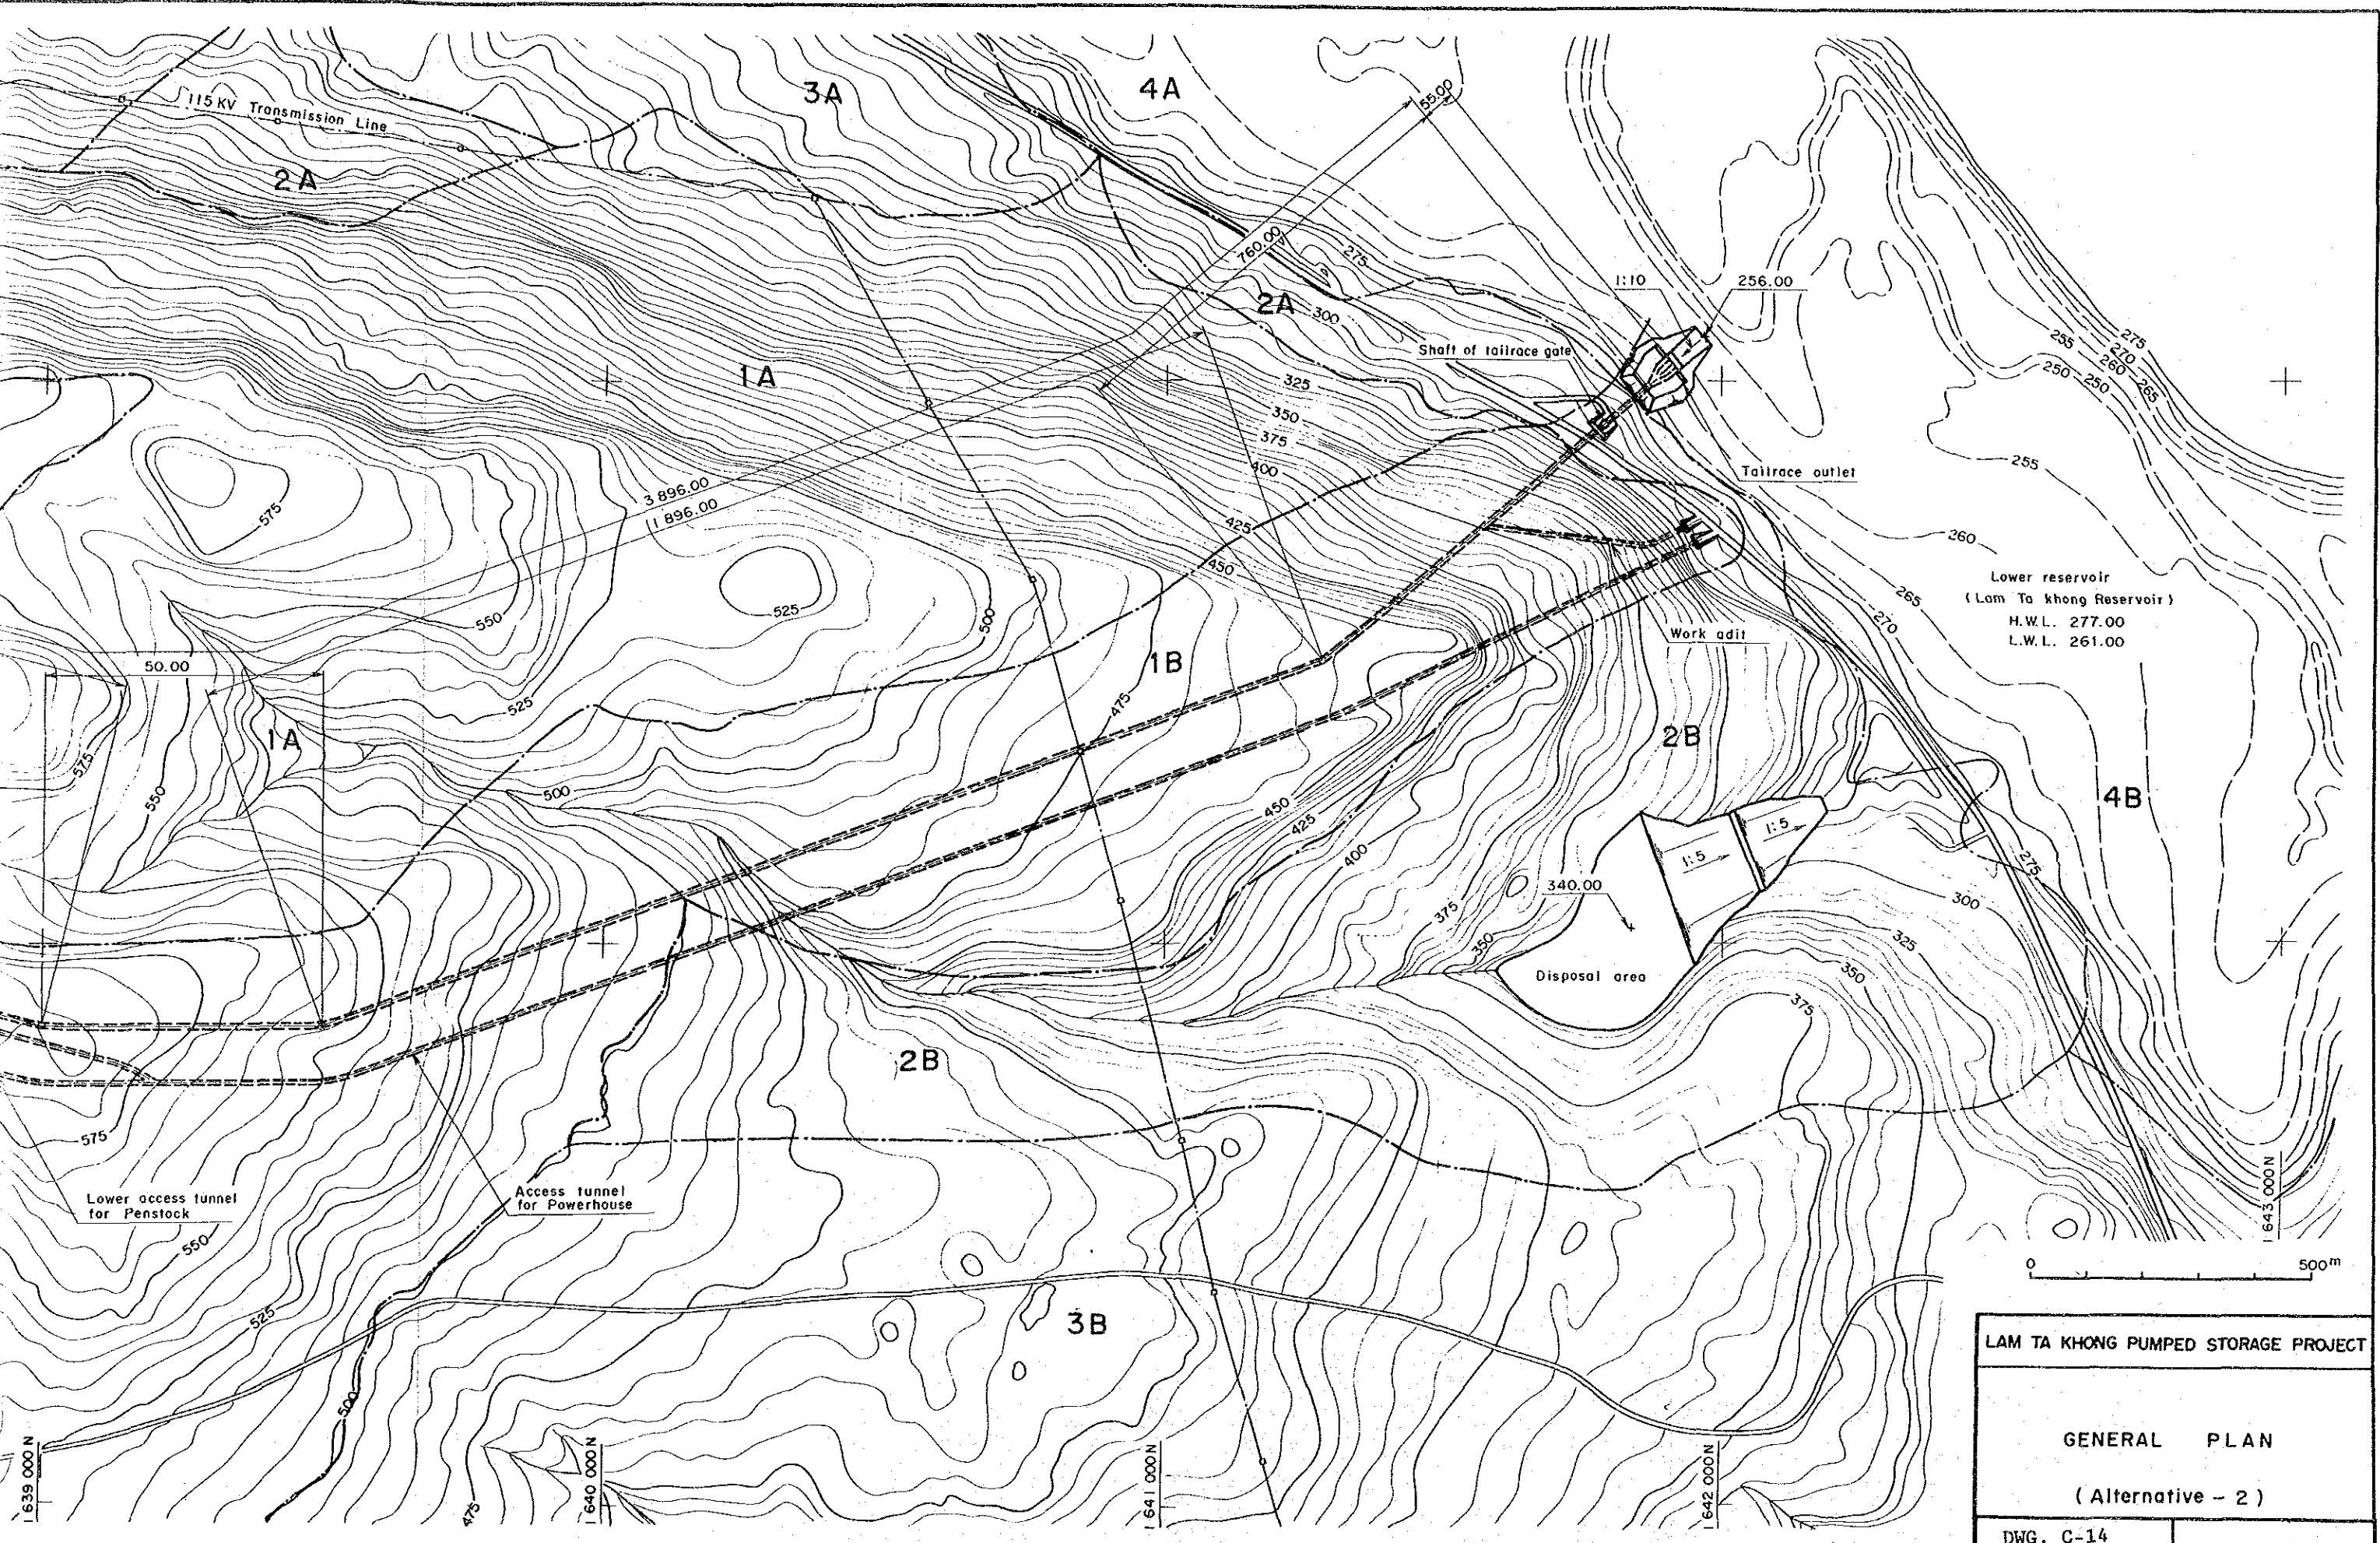 115 KV Transmission Line
3A
4A
55.00
2A
760.00
275
1:10
256.00
2A
300
Shaft of tailrace gate
275
270
255
260
265
250
250
1A
325
350
375
400
Tailrace outlet
255
3 896.00
1 896.00
575
425
450
260
Lower reservoir
(Lam Ta khong Reservoir)
H.W.L. 277.00
L.W.L. 261.00
265
270
550
525
500
Work adit
50.00
1B
475
525
1A
2B
575
550
500
4B
450
425
400
1:5
1:5
275
340.00
375
350
300
325
350
375
Disposal area
2B
575
Lower access tunnel
for Penstock
Access tunnel
for Powerhouse
550
525
500
475
3B
1 643 000 N
0
500m
1 639 000 N
1 640 000 N
1 641 000 N
1 642 000 N
LAM TA KHONG PUMPED STORAGE PROJECT
GENERAL PLAN
(Alternative - 2)
DWG. C-14